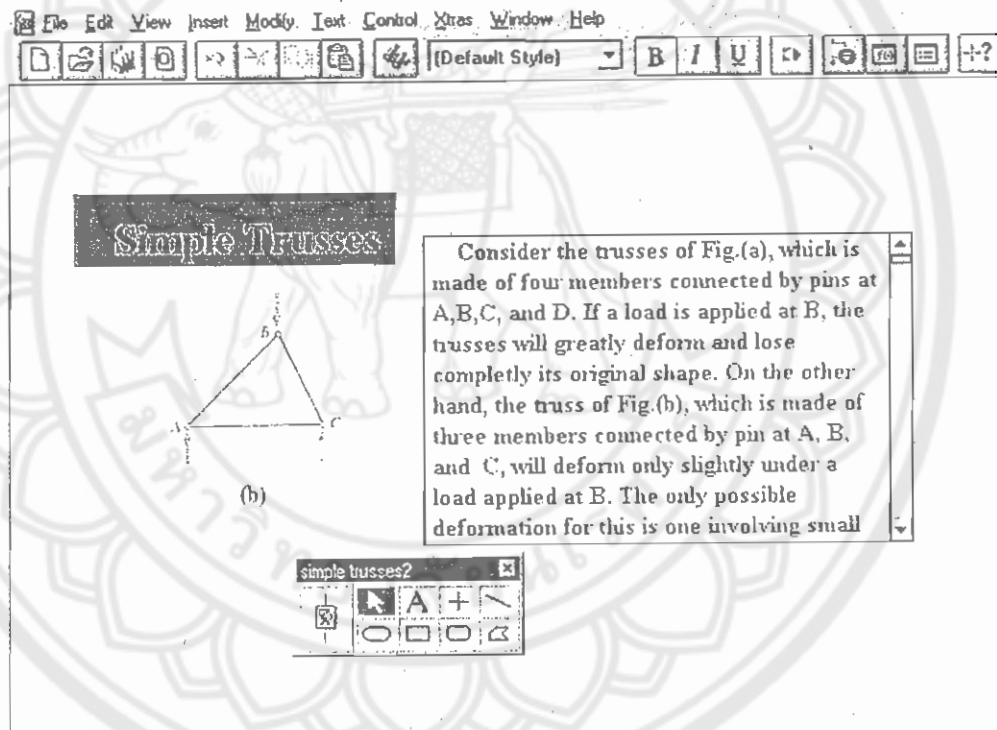 File Edit View Insert Modify Text Control Xtras Window Help
(Default Style) B I U
Simple Trusses
Consider the trusses of Fig.(a), which is
made of four members connected by pins at
A,B,C, and D. If a load is applied at B, the
trusses will greatly deform and lose
completly its original shape. On the other
hand, the truss of Fig.(b), which is made of
three members connected by pin at A, B,
and C, will deform only slightly under a
load applied at B. The only possible
deformation for this is one involving small
B
A
C
(b)
simple trusses2
A